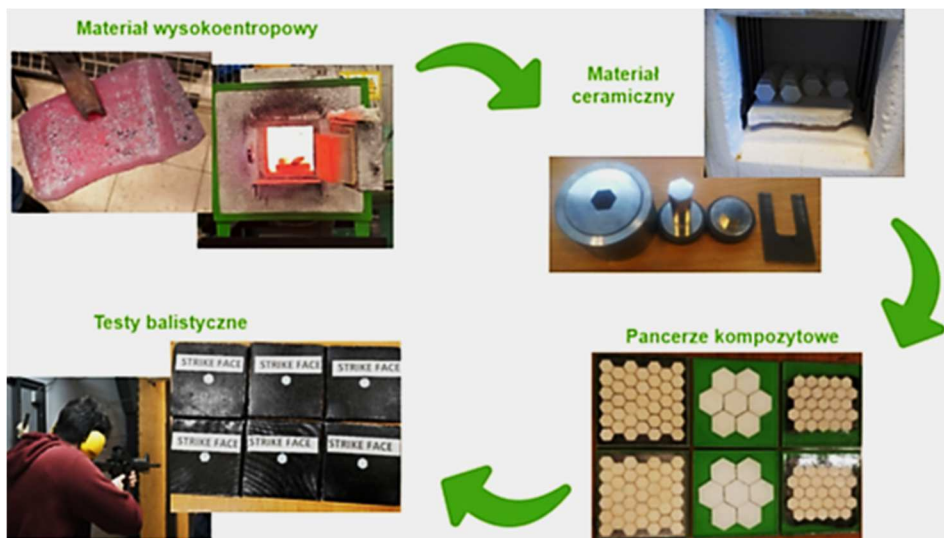 Materiał wysokoentropowy
Materiał
ceramiczny
Testy balistyczne
Pancerze kompozytowe
STRIKE FACE
STRIKE FACE
STRIKE FACE
STRIKE FACE
STRIKE FACE
STRIKE FACE